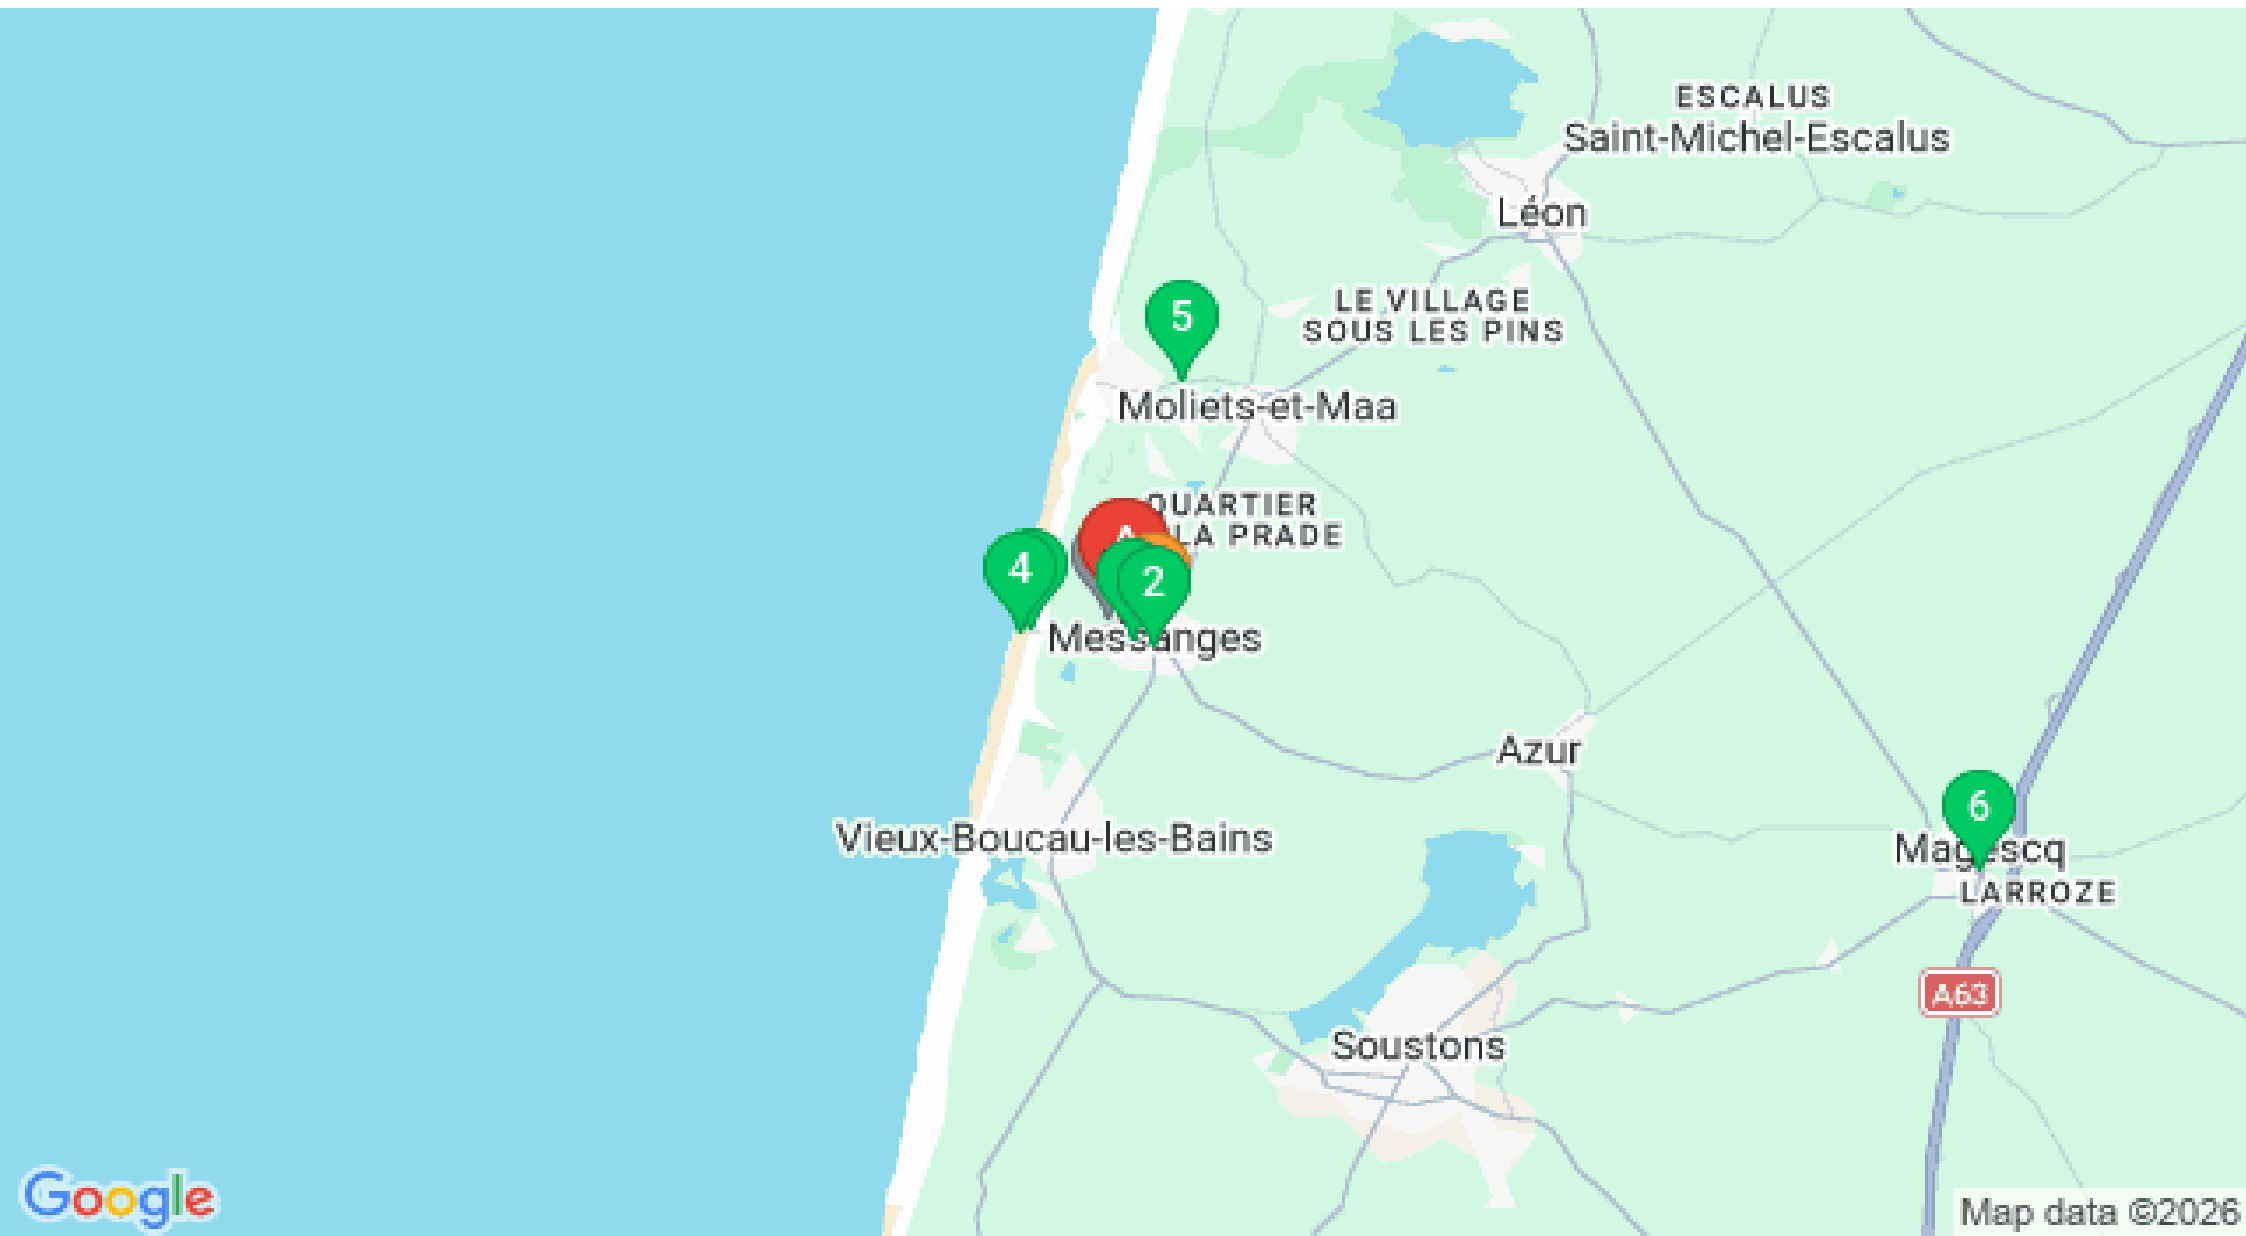 ESCALUS
Saint-Michel-Escalus
Léon
LE VILLAGE
SOUS LES PINS
5
Moliets-et-Maa
QUARTIER
LA PRADE
A
4
2
Messanges
Azur
6
Vieux-Boucau-les-Bains
Magescq
LARROZE
A63
Soustons
Google
Map data ©2026